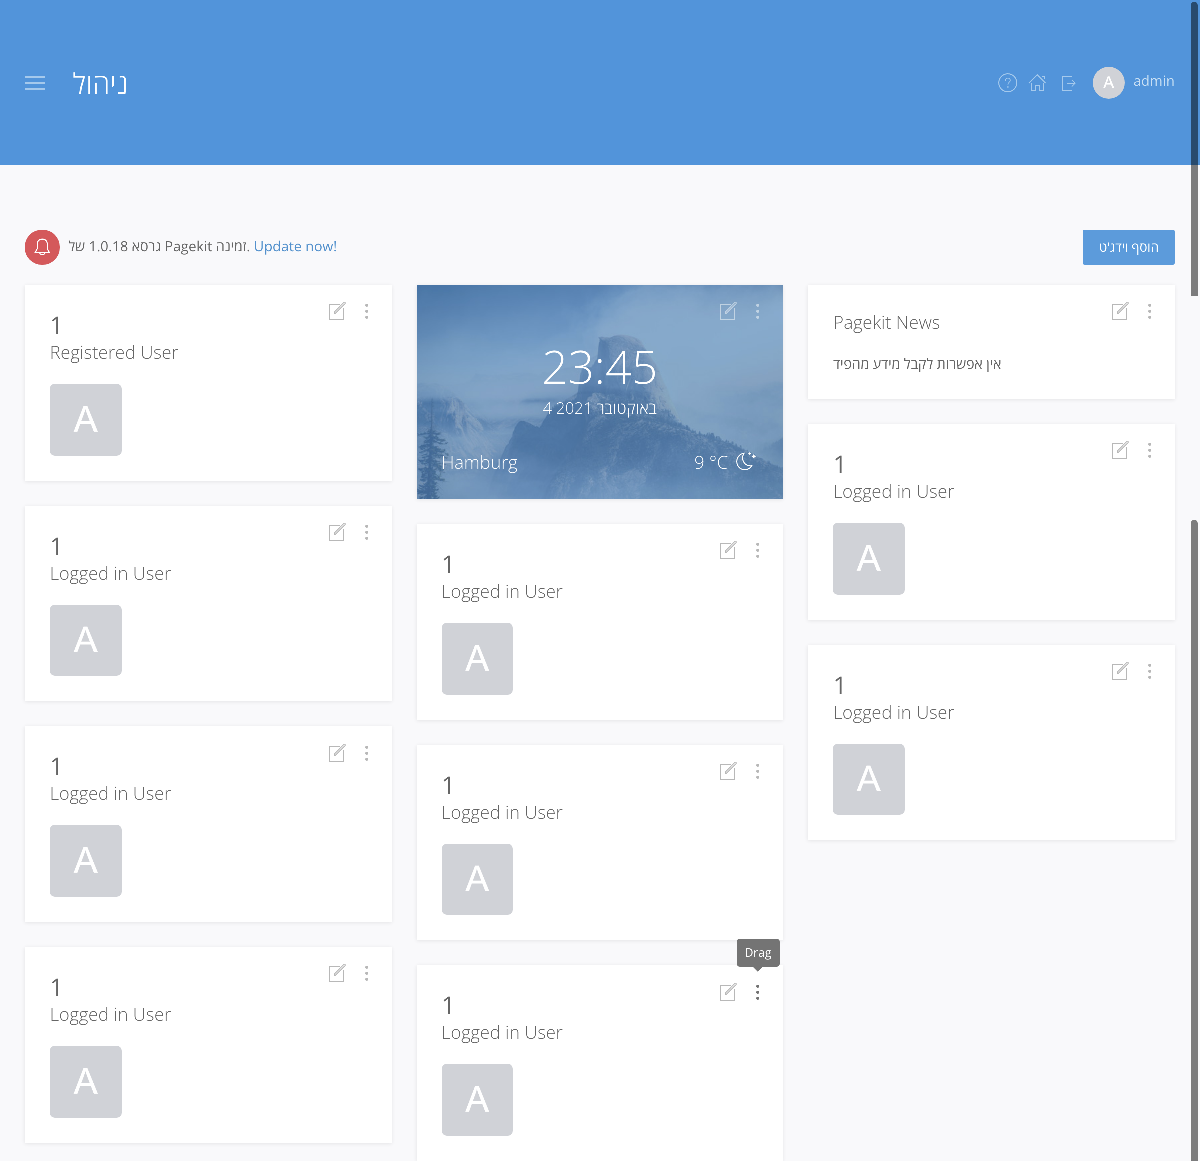 ניהול
A admin
גרסא 1.0.18 של Pagekit זמינה. Update now!
הוסף וידג'ט
1
Registered User
A
1
Logged in User
A
1
Logged in User
A
1
Logged in User
A
23:45
4 באוקטובר 2021
Hamburg 9 °C
1
Logged in User
A
1
Logged in User
A
Drag
1
Logged in User
A
Pagekit News
אין אפשרות לקבל מידע מהפיד
1
Logged in User
A
1
Logged in User
A